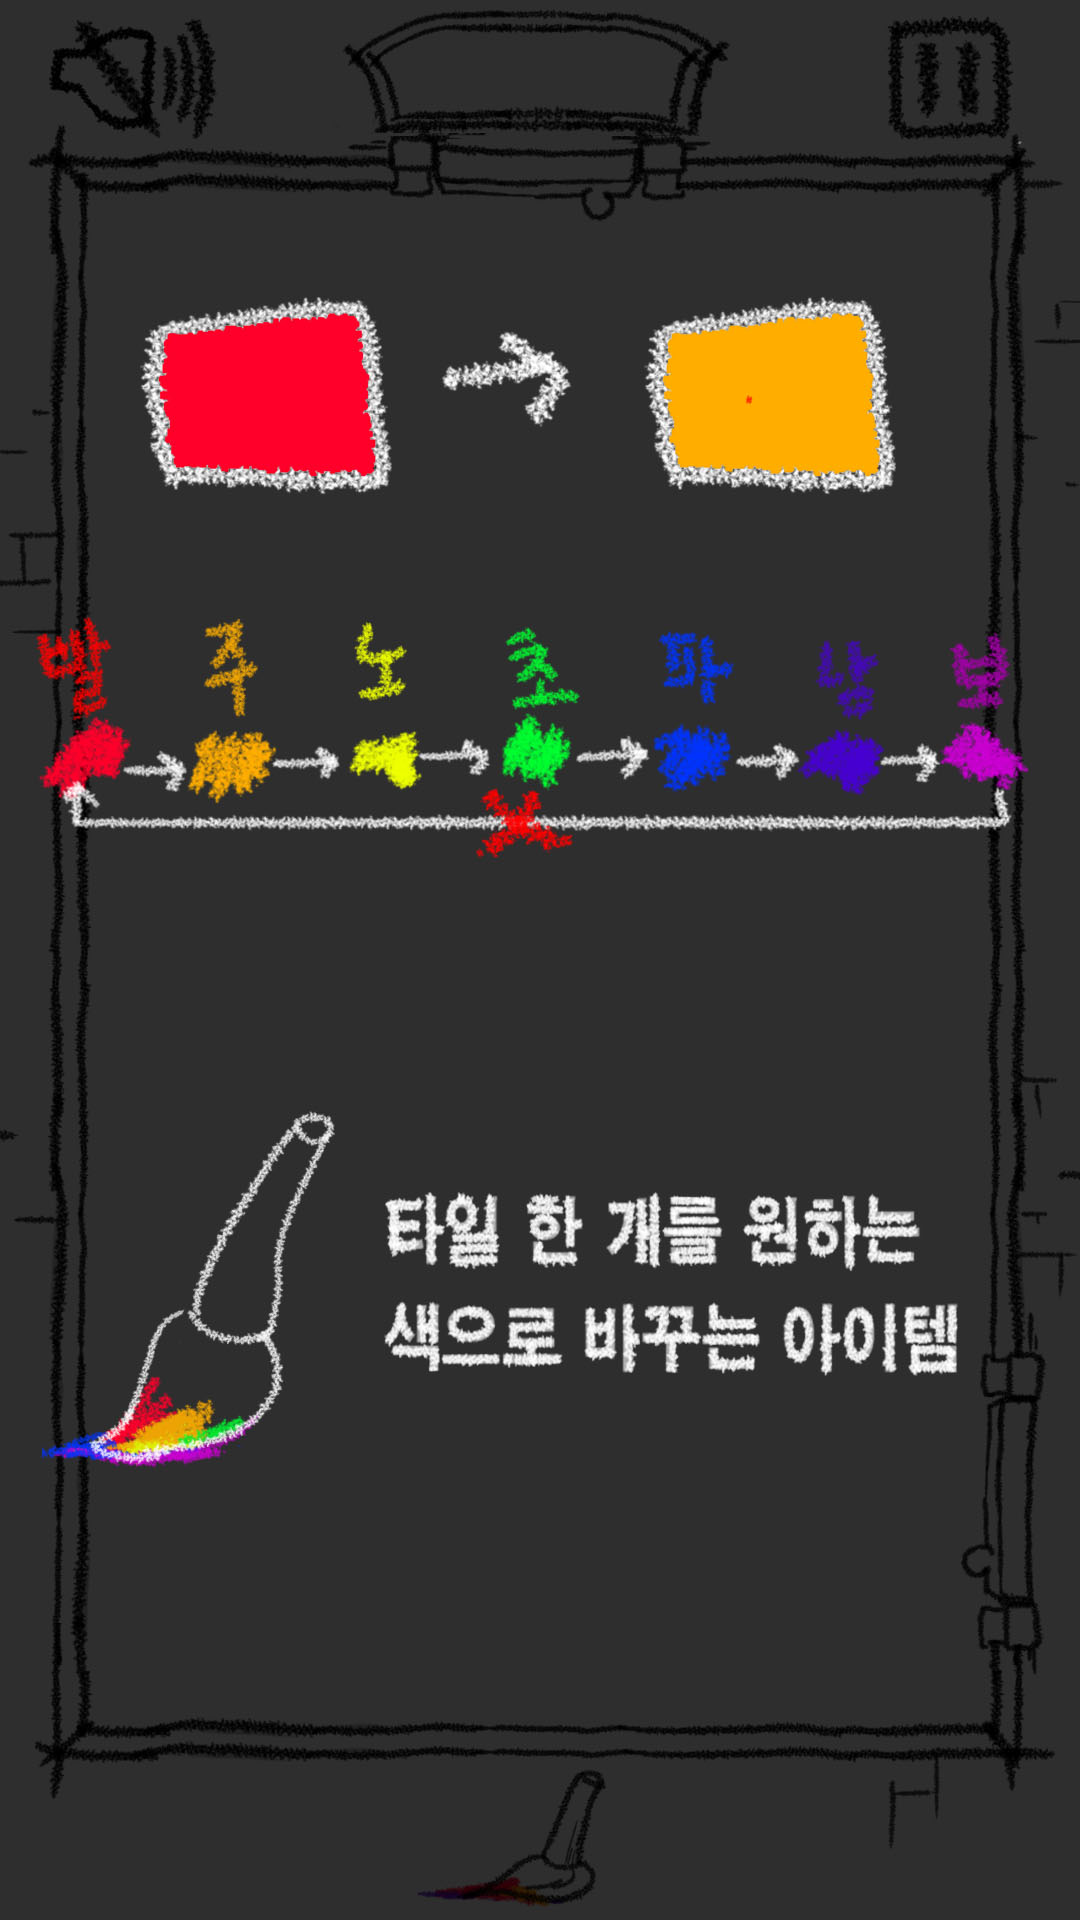 빨 주 노 초 파 남 보
타일 한 개를 원하는
색으로 바꾸는 아이템